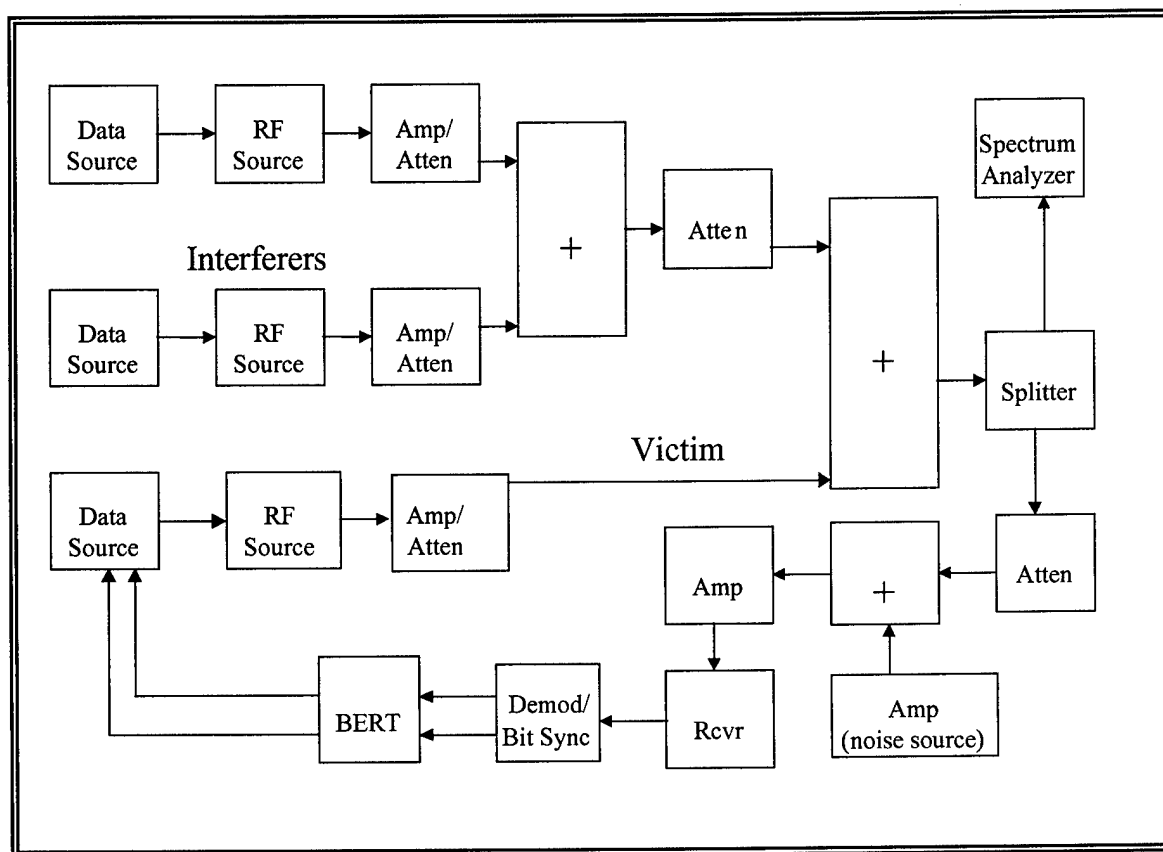 Data
Source
RF
Source
Amp/
Atten
+
Atten
Spectrum
Analyzer
Interferers
Data
Source
RF
Source
Amp/
Atten
+
Splitter
Victim
Data
Source
RF
Source
Amp/
Atten
Amp
+
Atten
BERT
Demod/
Bit Sync
Rcvr
Amp
(noise source)